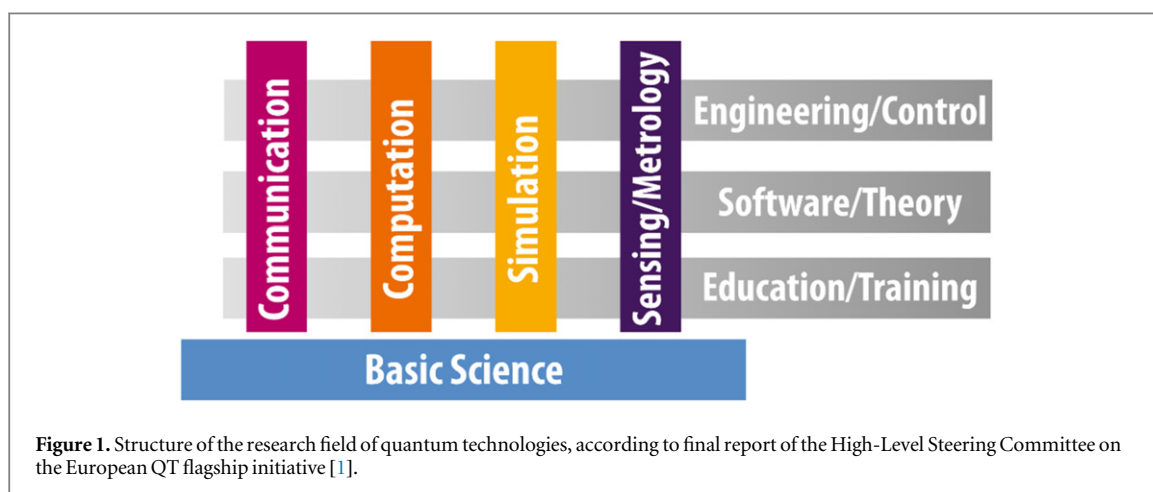 Communication
Computation
Simulation
Sensing/Metrology
Engineering/Control
Software/Theory
Education/Training
Basic Science
Figure 1. Structure of the research field of quantum technologies, according to final report of the High-Level Steering Committee on
the European QT flagship initiative [1].